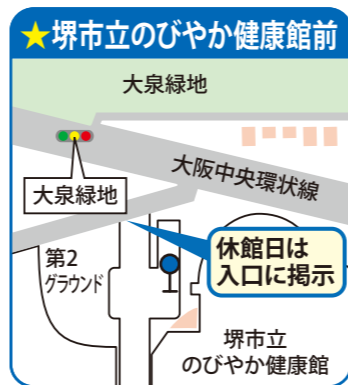 ★堺市立のびやか健康館前
大泉緑地
大阪中央環状線
大泉緑地
休館日は
入口に掲示
第2
グラウンド
堺市立
のびやか健康館